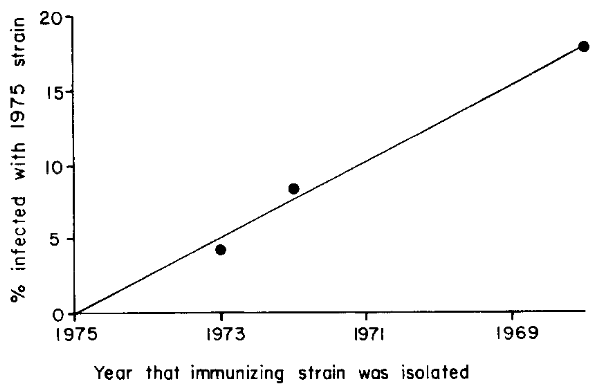 % infected with 1975 strain
20
15
10
5
0
1975 1973 1971 1969
Year that immunizing strain was isolated